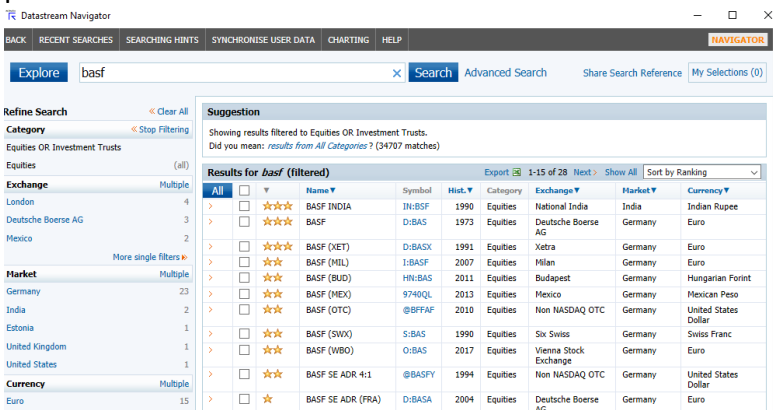 Datastream Navigator
BACK RECENT SEARCHES SEARCHING HINTS SYNCHRONISE USER DATA CHARTING HELP NAVIGATOR
Explore basf Search Advanced Search Share Search Reference My Selections (0)
Refine Search « Clear All
Category « Stop Filtering
Equities OR Investment Trusts
Equities (all)
Exchange Multiple
London 4
Deutsche Boerse AG 3
Mexico 2
More single filters »
Market Multiple
Germany 23
India 2
Estonia 1
United Kingdom 1
United States 1
Currency Multiple
Euro 15
Suggestion
Showing results filtered to Equities OR Investment Trusts.
Did you mean: results from All Categories ? (34707 matches)
Results for basf (filtered) Export 1-15 of 28 Next > Show All Sort by Ranking
All Name Symbol Hist. Category Exchange Market Currency
BASF INDIA IN:BSF 1990 Equities National India India Indian Rupee
BASF D:BAS 1973 Equities Deutsche Boerse Germany Euro
AG
BASF (XET) D:BASX 1991 Equities Xetra Germany Euro
BASF (MIL) I:BASF 2007 Equities Milan Germany Euro
BASF (BUD) HN:BAS 2011 Equities Budapest Germany Hungarian Forint
BASF (MEX) 9740QL 2013 Equities Mexico Germany Mexican Peso
BASF (OTC) @BFFAF 2010 Equities Non NASDAQ OTC Germany United States
Dollar
BASF (SWX) S:BAS 1990 Equities Six Swiss Germany Swiss Franc
BASF (WBO) O:BAS 2017 Equities Vienna Stock Germany Euro
Exchange
BASF SE ADR 4:1 @BASFY 1994 Equities Non NASDAQ OTC Germany United States
Dollar
BASF SE ADR (FRA) D:BASA 2004 Equities Deutsche Boerse Germany Euro
AG